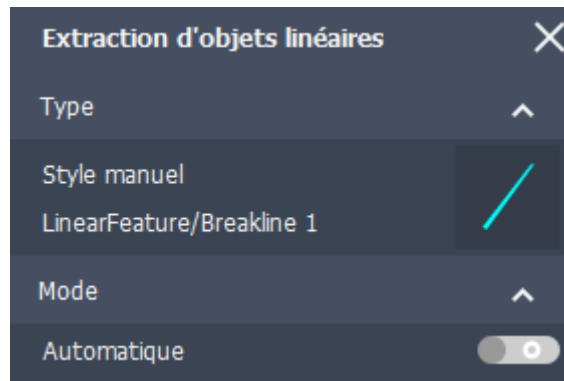 Extraction d'objets linéaires
Type
Style manuel
LinearFeature/Breakline 1
Mode
Automatique